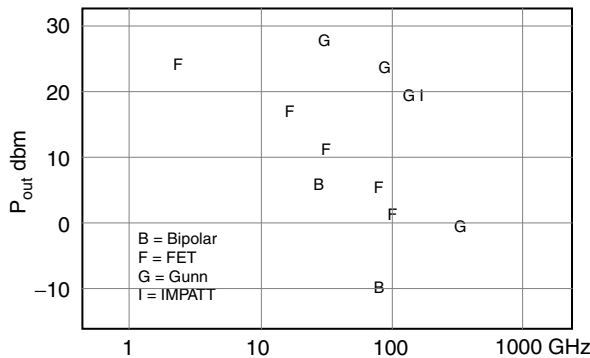 30
G
F
G
20
G I
F
10
F
B
F
F
0
G
B = Bipolar
F = FET
G = Gunn
I = IMPATT
B
−10
P_out dbm
1
10
100
1000 GHz